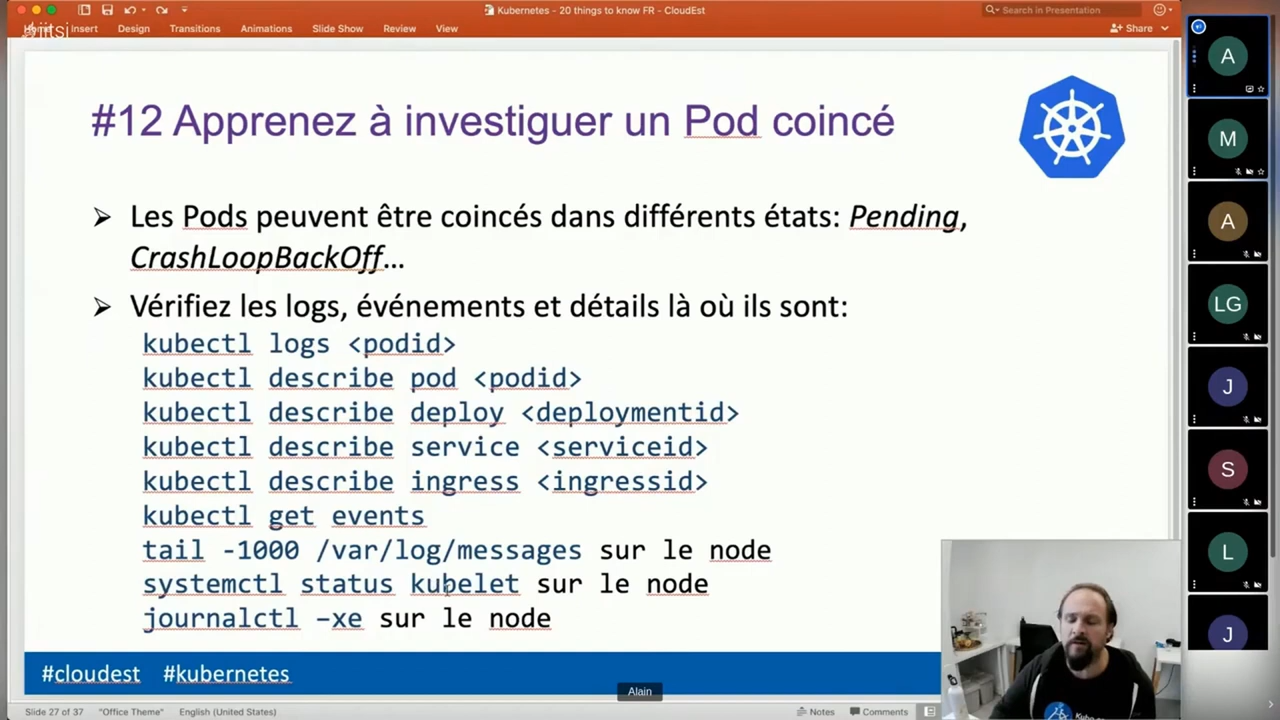 Kubernetes - 20 things to know FR - CloudEst
Search in Presentation
jitsi
Insert Design Transitions Animations Slide Show Review View
Share
#12 Apprenez à investiguer un Pod coincé
➢ Les Pods peuvent être coincés dans différents états: Pending,
CrashLoopBackOff...
➢ Vérifiez les logs, événements et détails là où ils sont:
kubectl logs <podid>
kubectl describe pod <podid>
kubectl describe deploy <deploymentid>
kubectl describe service <serviceid>
kubectl describe ingress <ingressid>
kubectl get events
tail -1000 /var/log/messages sur le node
systemctl status kubelet sur le node
journalctl –xe sur le node
#cloudest #kubernetes
Alain
Slide 27 of 37 "Office Theme" English (United States)
Notes Comments
A
M
A
LG
J
S
L
J